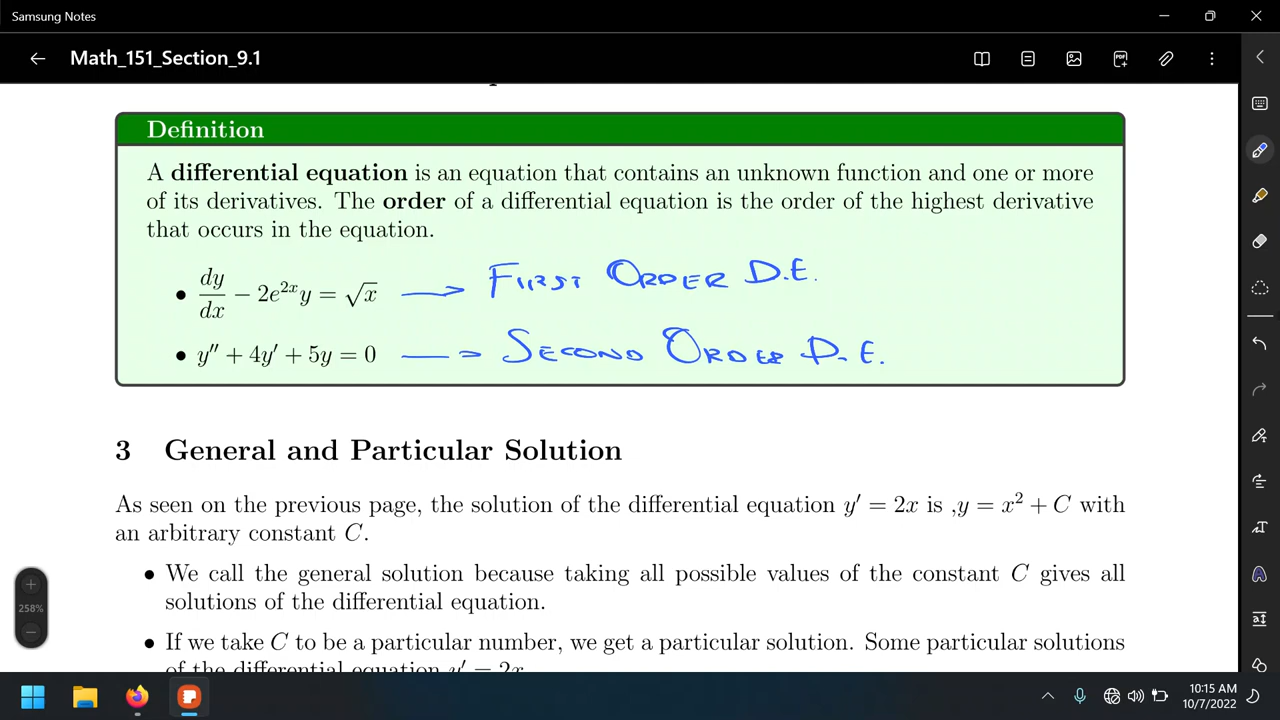 Samsung Notes
Math_151_Section_9.1
Definition
A differential equation is an equation that contains an unknown function and one or more
of its derivatives. The order of a differential equation is the order of the highest derivative
that occurs in the equation.
• dy/dx − 2e^{2x}y = √x → FIRST ORDER D.E.
• y″ + 4y′ + 5y = 0 → SECOND ORDER D.E.
3 General and Particular Solution
As seen on the previous page, the solution of the differential equation y′ = 2x is ,y = x² + C with
an arbitrary constant C.
• We call the general solution because taking all possible values of the constant C gives all
solutions of the differential equation.
• If we take C to be a particular number, we get a particular solution. Some particular solutions
of the differential equation y′ = 2x
258%
10:15 AM
10/7/2022